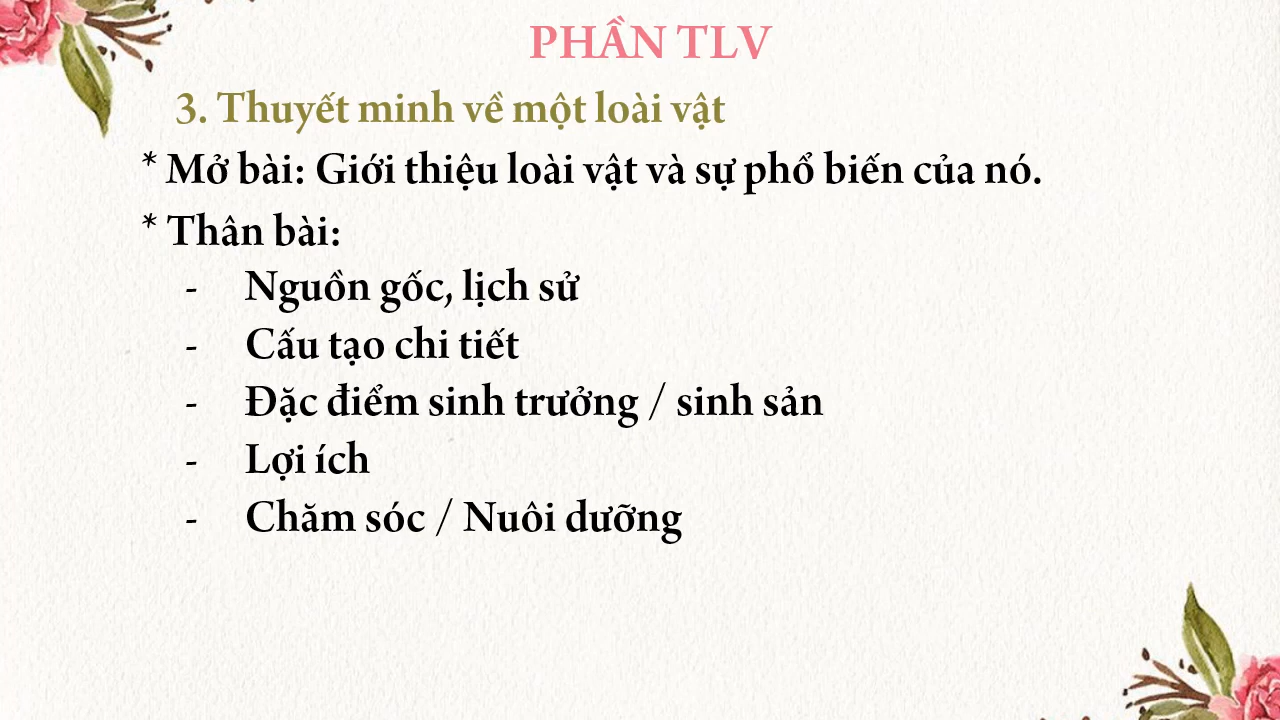 PHẦN TLV
3. Thuyết minh về một loài vật
* Mở bài: Giới thiệu loài vật và sự phổ biến của nó.
* Thân bài:
- Nguồn gốc, lịch sử
- Cấu tạo chi tiết
- Đặc điểm sinh trưởng / sinh sản
- Lợi ích
- Chăm sóc / Nuôi dưỡng